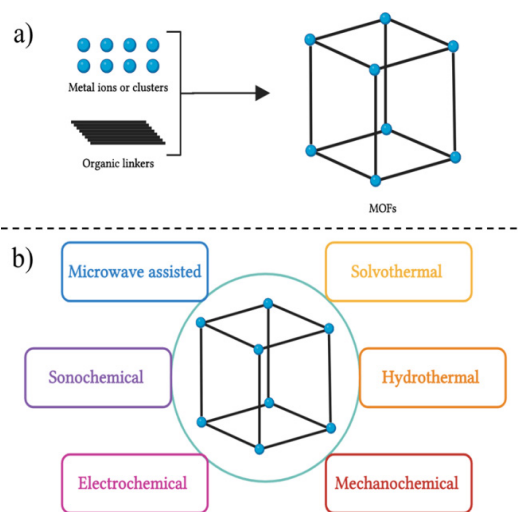 a)
Metal ions or clusters
Organic linkers
MOFs
b)
Microwave assisted
Solvothermal
Sonochemical
Hydrothermal
Electrochemical
Mechanochemical